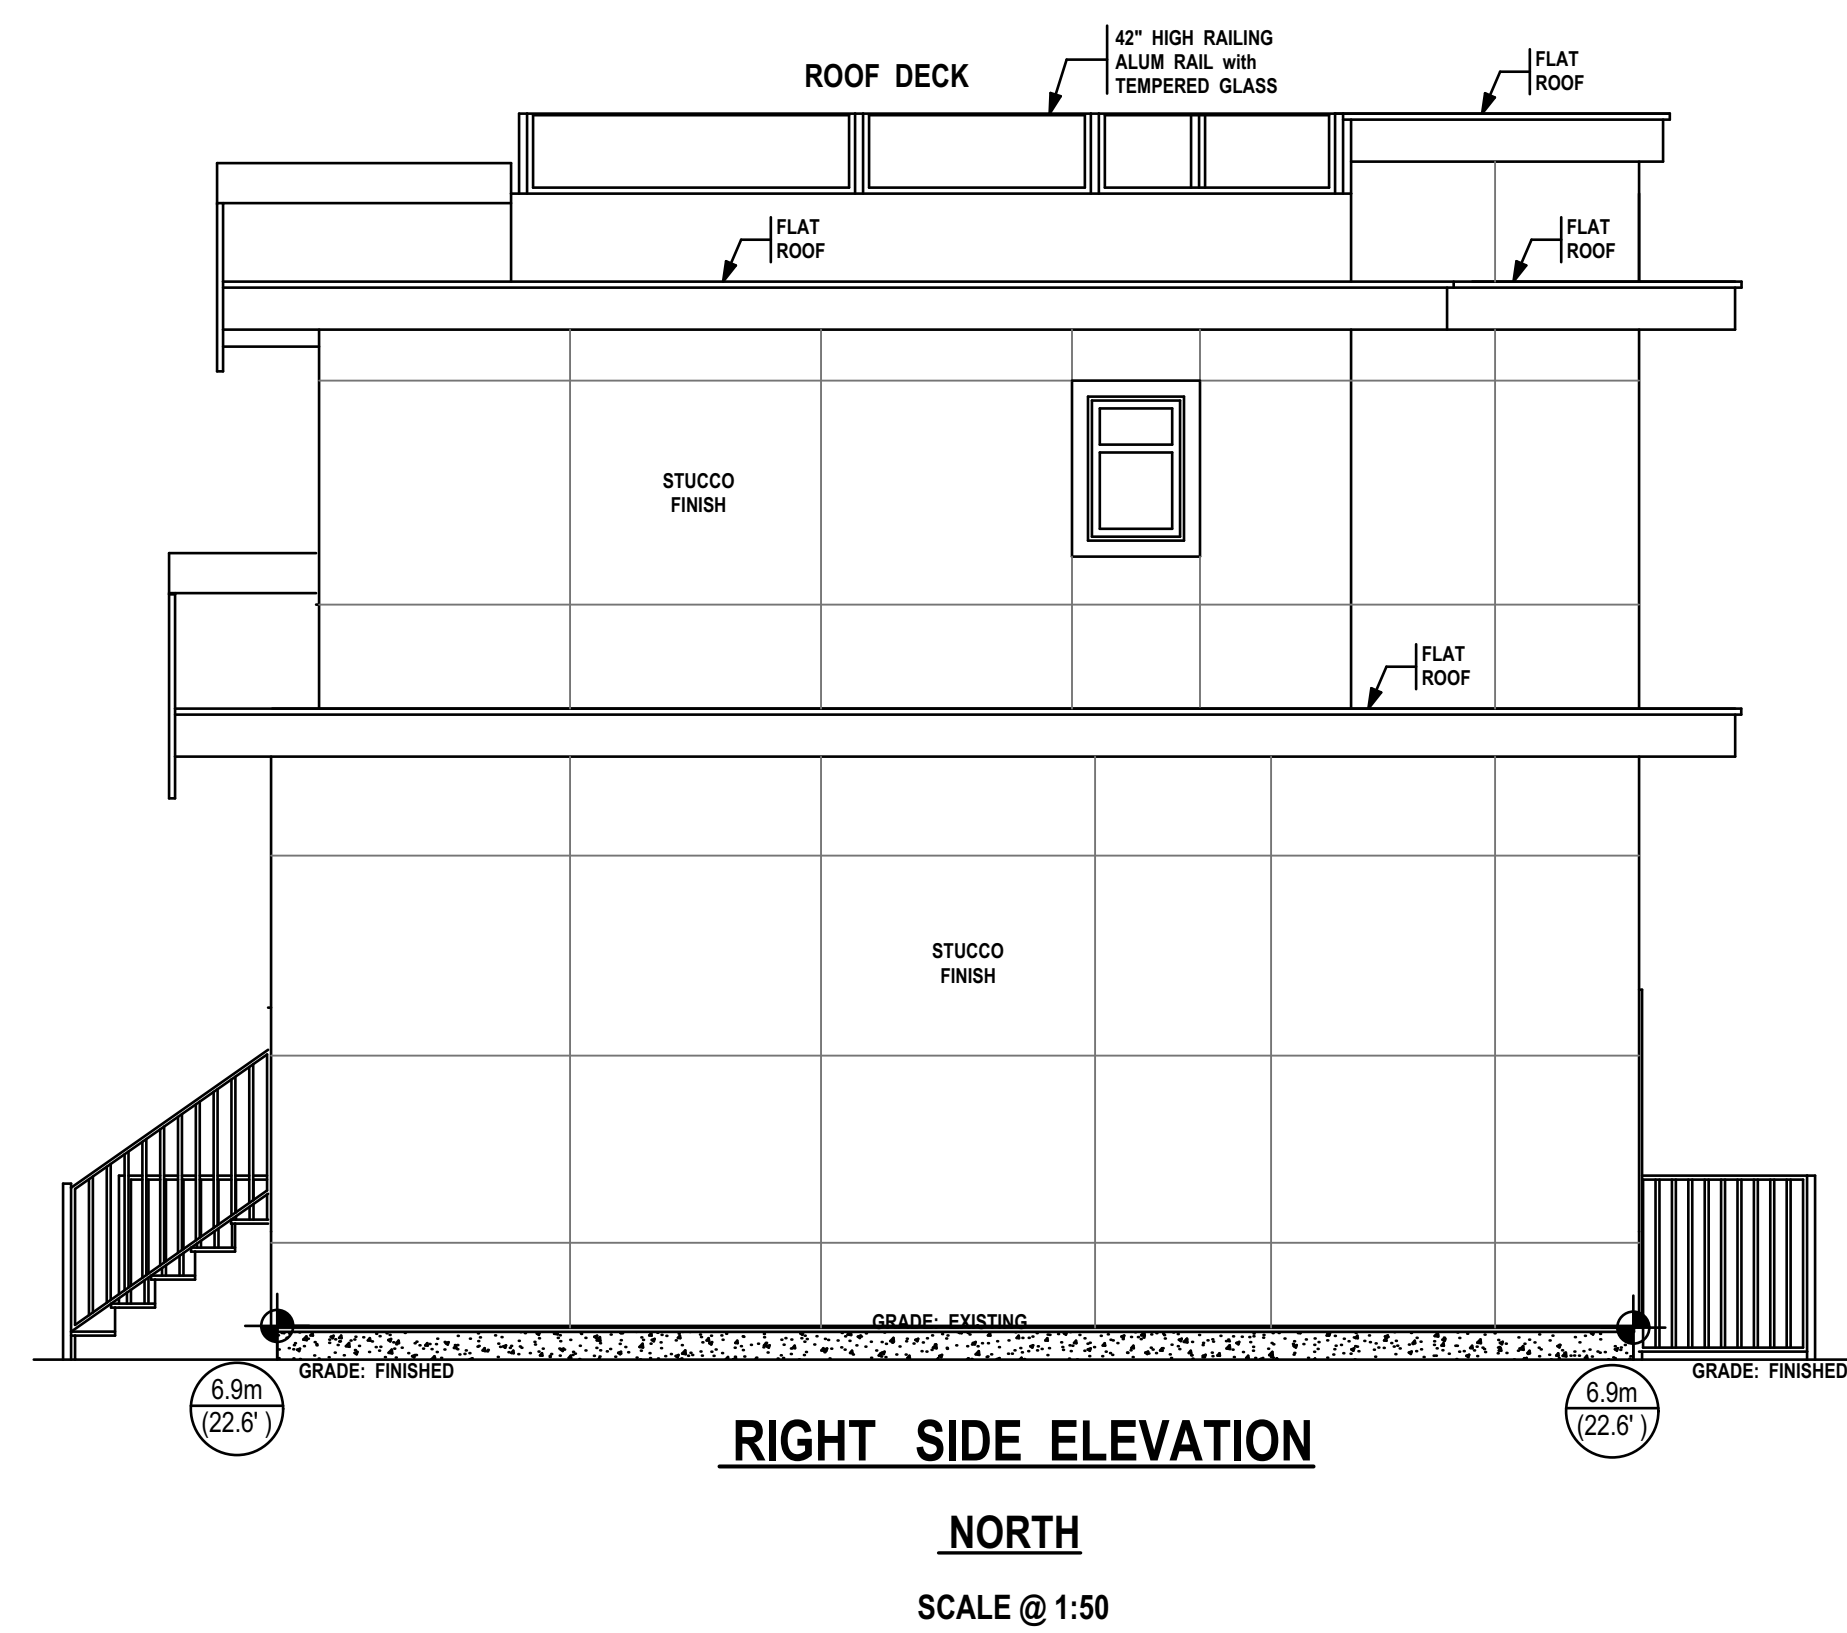 ROOF DECK
42" HIGH RAILING
ALUM RAIL with
TEMPERED GLASS
FLAT
ROOF
FLAT
ROOF
FLAT
ROOF
STUCCO
FINISH
FLAT
ROOF
STUCCO
FINISH
GRADE: EXISTING
GRADE: FINISHED
GRADE: FINISHED
6.9m
(22.6' )
6.9m
(22.6' )
RIGHT SIDE ELEVATION
NORTH
SCALE @ 1:50